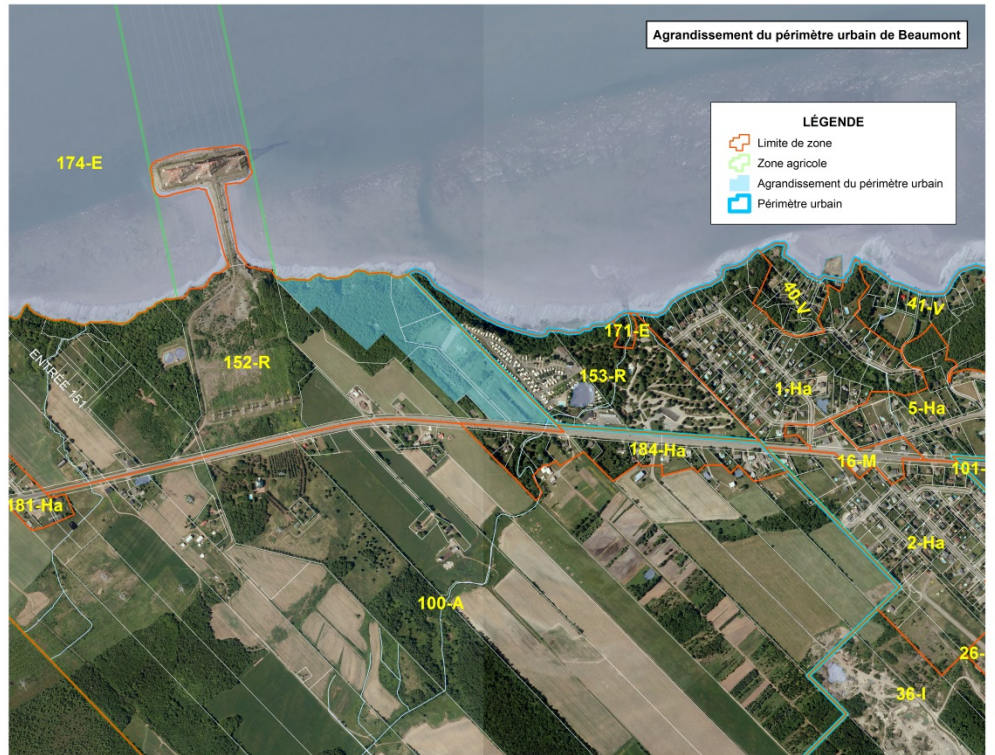 Agrandissement du périmètre urbain de Beaumont
LÉGENDE
Limite de zone
Zone agricole
Agrandissement du périmètre urbain
Périmètre urbain
174-E
40-V
41-V
171-E
152-R
153-R
1-Ha
ENTRÉE 151
5-Ha
184-Ha
16-M
101-
181-Ha
2-Ha
100-A
26-
36-I